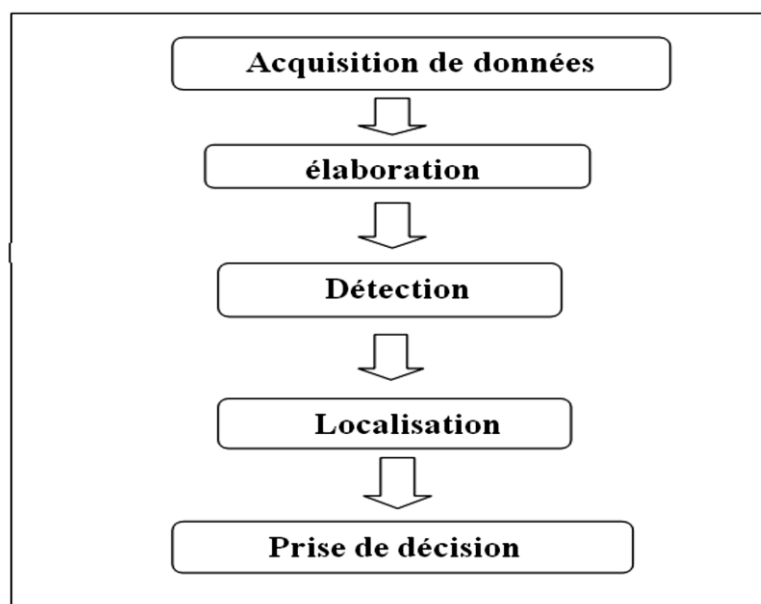 Acquisition de données
élaboration
Détection
Localisation
Prise de décision